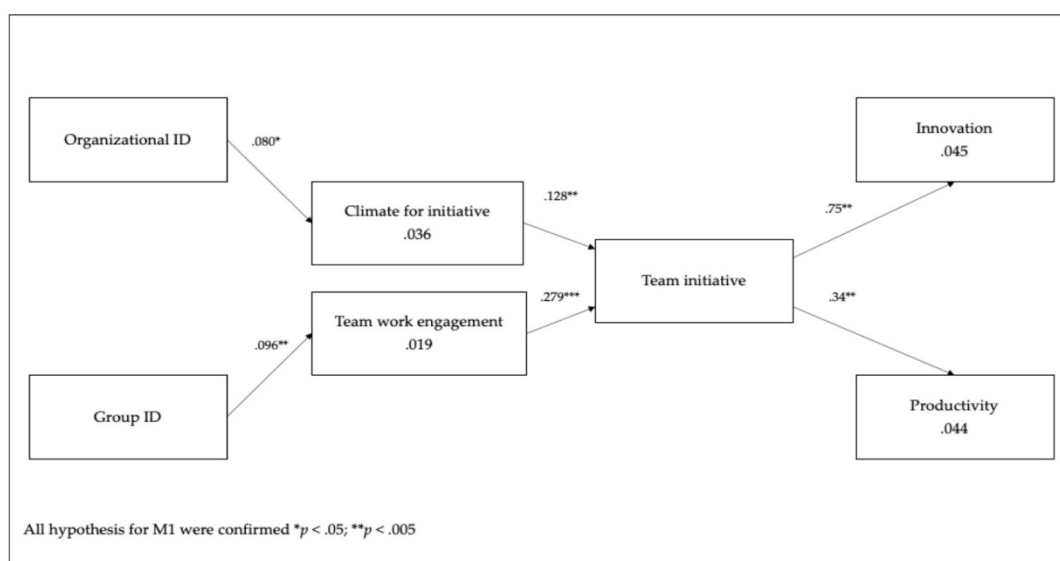 Organizational ID
.080*
Climate for initiative
.036
.128**
Team work engagement
.019
.279***
.096**
Group ID
Team initiative
.75**
.34**
Innovation
.045
Productivity
.044
All hypothesis for M1 were confirmed *p < .05; **p < .005